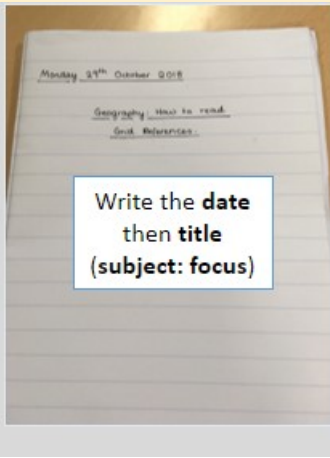 Monday 29th October 2018
Geography: How to read
Grid References.
Write the date
then title
(subject: focus)